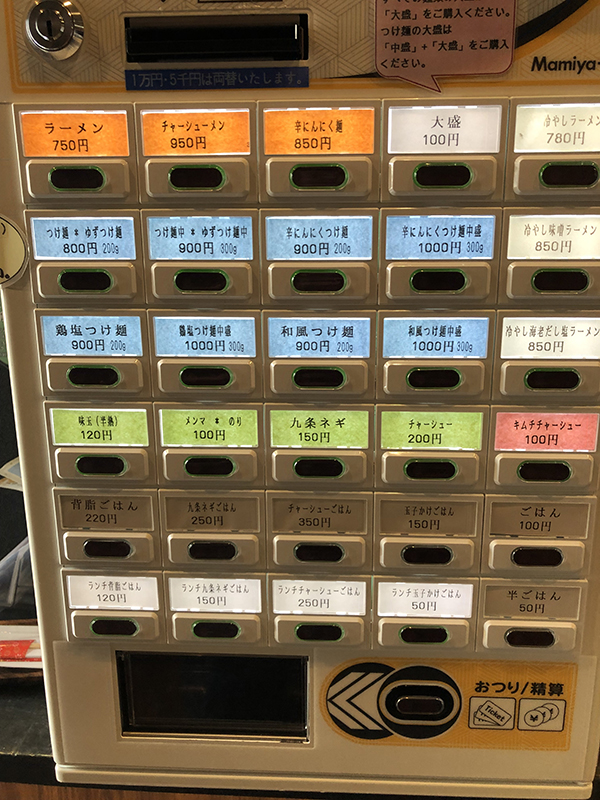 「大盛」をご購入ください。
つけ麺の大盛は
「中盛」+「大盛」をご購入
ください。
1万円・5千円は両替いたします。
Mamiya-
ラーメン
750円
チャーシューメン
950円
辛にんにく麺
850円
大盛
100円
冷やしラーメン
780円
つけ麺 * ゆずつけ麺
800円 200g
つけ麺中 * ゆずつけ麺中
900円 300g
辛にんにくつけ麺
900円 200g
辛にんにくつけ麺中盛
1000円 300g
冷やし味噌ラーメン
850円
鶏塩つけ麺
900円 200g
鶏塩つけ麺中盛
1000円 300g
和風つけ麺
900円 200g
和風つけ麺中盛
1000円 300g
冷やし海老だし塩ラーメン
850円
味玉(半熟)
120円
メンマ * のり
100円
九条ネギ
150円
チャーシュー
200円
キムチチャーシュー
100円
背脂ごはん
220円
九条ネギごはん
250円
チャーシューごはん
350円
玉子かけごはん
150円
ごはん
100円
ランチ背脂ごはん
120円
ランチ九条ネギごはん
150円
ランチチャーシューごはん
250円
ランチ玉子かけごはん
50円
半ごはん
50円
おつり/精算
Ticket
¥